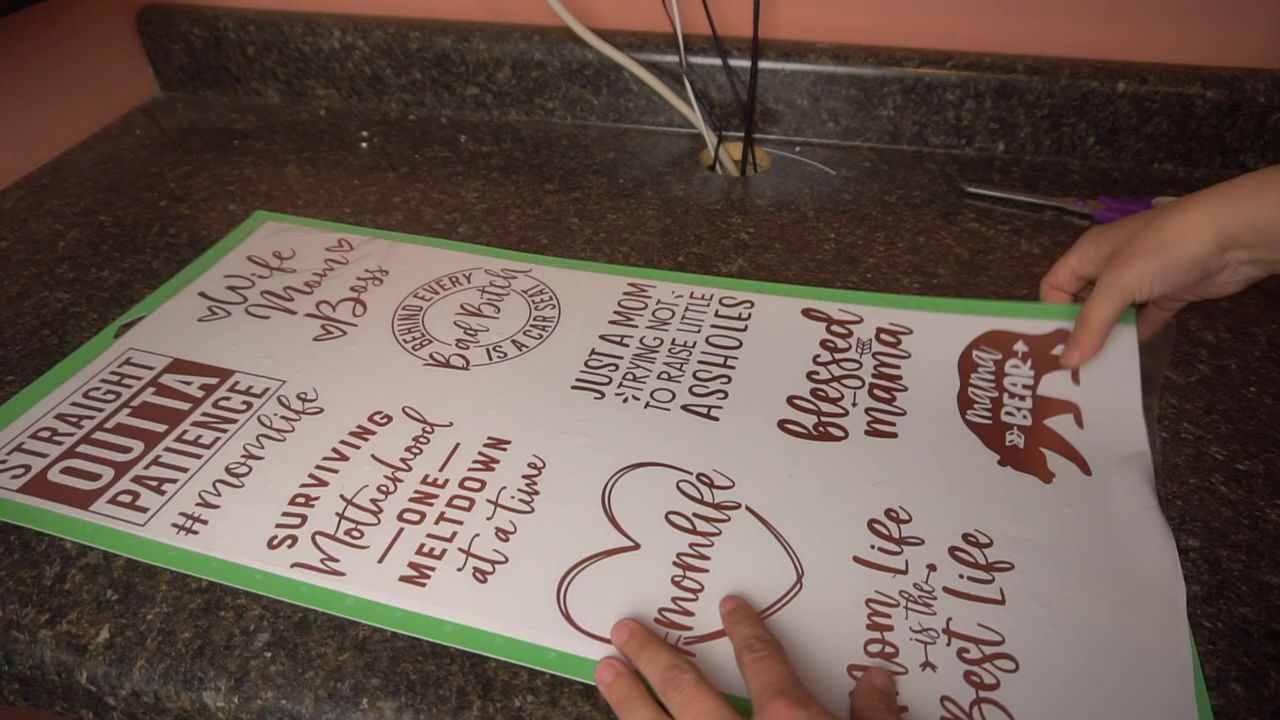 Wife
Mom
Boss
BEHIND EVERY
Bad Bitch
IS A CAR SEAT
JUST A MOM
TRYING NOT
TO RAISE LITTLE
ASSHOLES
blessed
mama
mama
BEAR
STRAIGHT
OUTTA
PATIENCE
#momlife
SURVIVING
Motherhood
ONE
MELTDOWN
at a time
#momlife
Mom Life
is the
Best Life